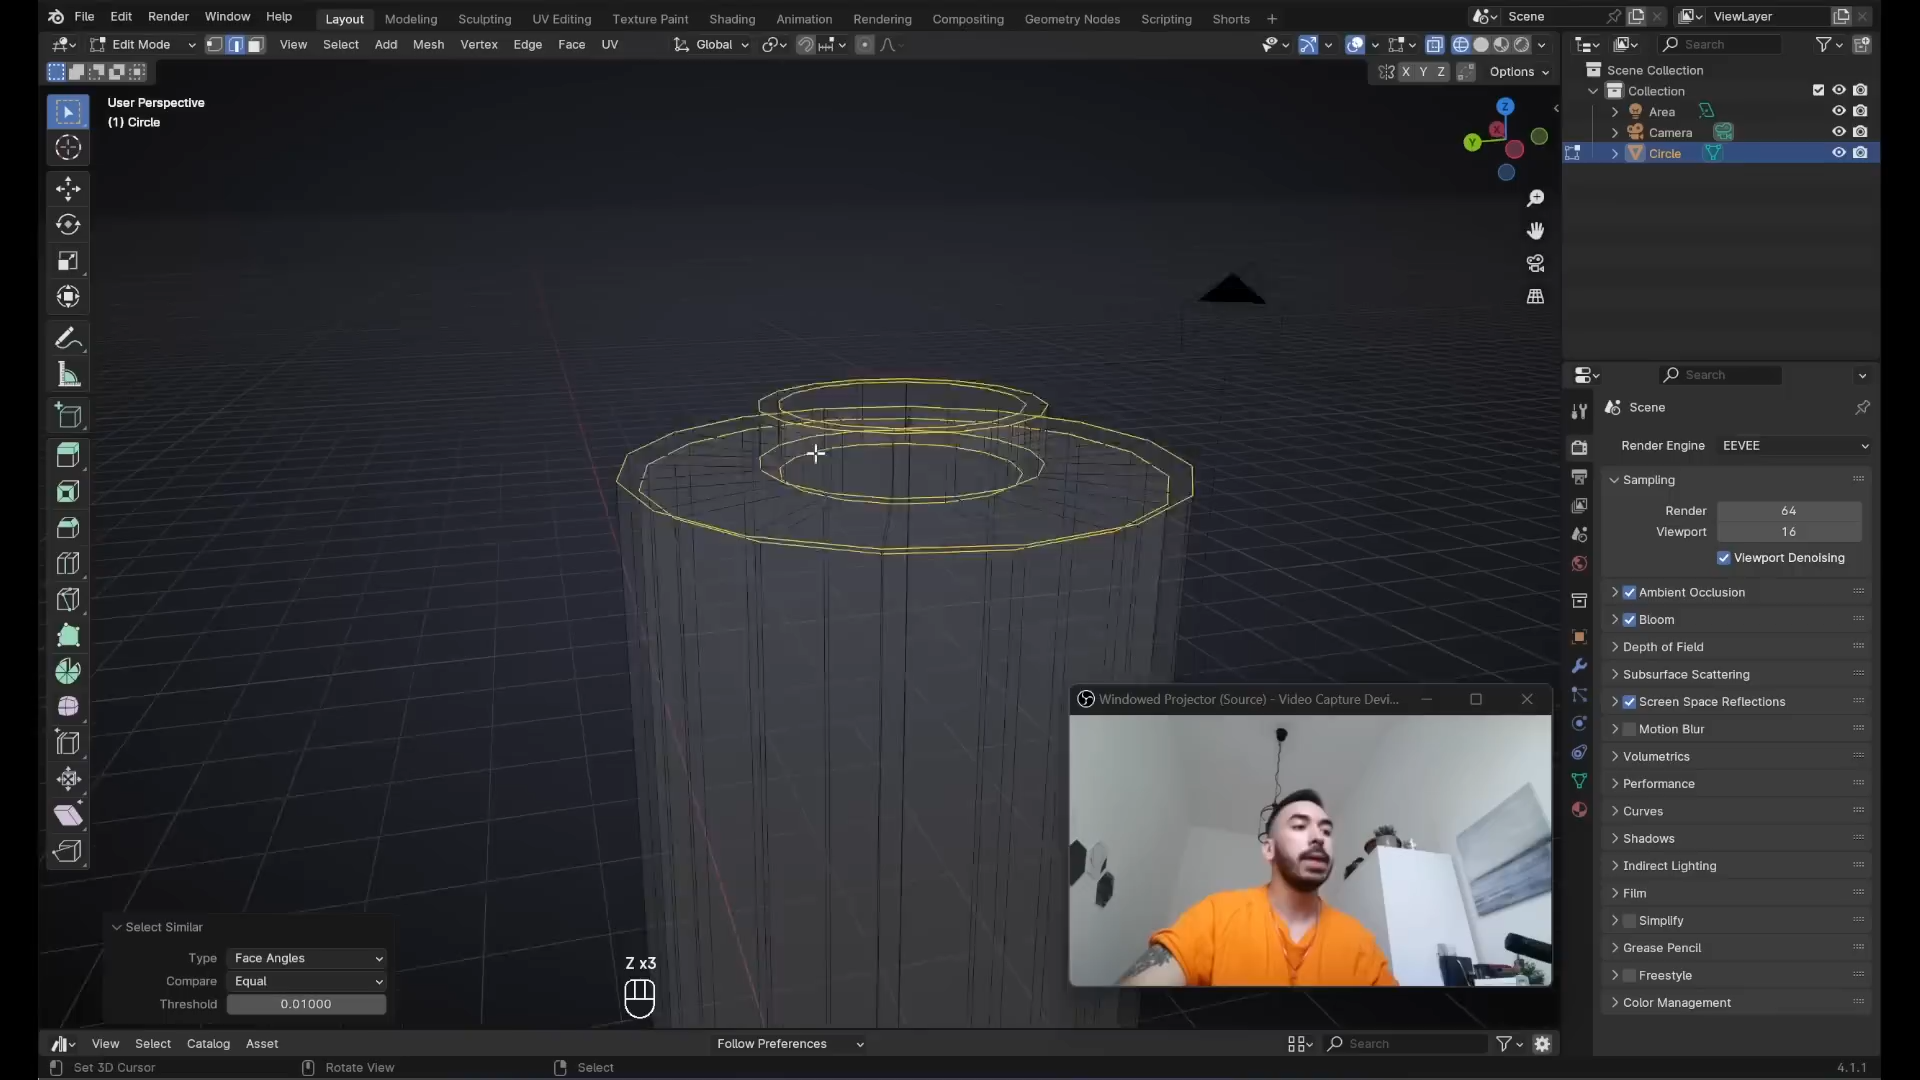 File Edit Render Window Help
Layout Modeling Sculpting UV Editing Texture Paint Shading Animation Rendering Compositing Geometry Nodes Scripting Shorts +
Scene
ViewLayer
Edit Mode View Select Add Mesh Vertex Edge Face UV
Global
Search
X Y Z Options
User Perspective
(1) Circle
Z
X
Y
Scene Collection
Collection
Area
Camera
Circle
Search
Scene
Render Engine EEVEE
Sampling
Render 64
Viewport 16
Viewport Denoising
Ambient Occlusion
Bloom
Depth of Field
Subsurface Scattering
Screen Space Reflections
Motion Blur
Volumetrics
Performance
Curves
Shadows
Indirect Lighting
Film
Simplify
Grease Pencil
Freestyle
Color Management
Windowed Projector (Source) - Video Capture Devi...
Select Similar
Type Face Angles
Compare Equal
Threshold 0.01000
Z x3
View Select Catalog Asset
Follow Preferences
Search
Set 3D Cursor
Rotate View
Select
4.1.1